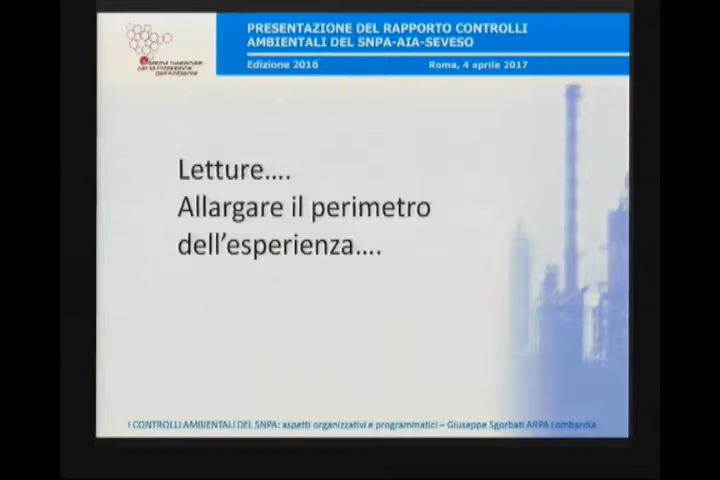 PRESENTAZIONE DEL RAPPORTO CONTROLLI
AMBIENTALI DEL SNPA-AIA-SEVESO
Edizione 2016 Roma, 4 aprile 2017
Letture....
Allargare il perimetro
dell'esperienza....
I CONTROLLI AMBIENTALI DEL SNPA: aspetti organizzativi e programmatici – Giuseppe Sgorbati ARPA Lombardia